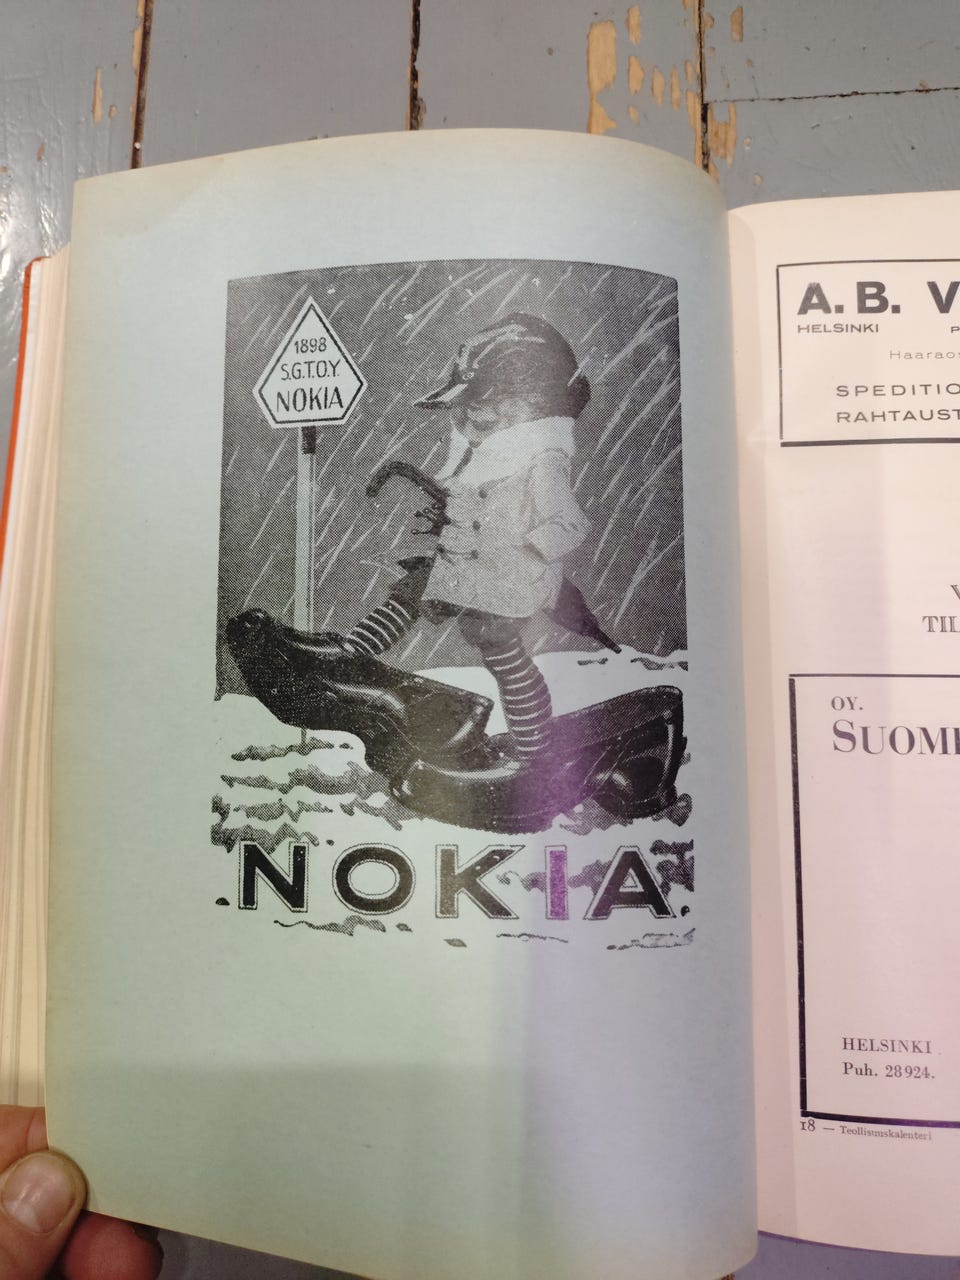 1898
S.G.T.O.Y.
NOKIA
NOKIA
A.B. V
HELSINKI
Haaraos
SPEDITIO
RAHTAUST
TIL
OY.
SUOM
HELSINKI
Puh. 28924.
18 — Teollisuuskalenteri